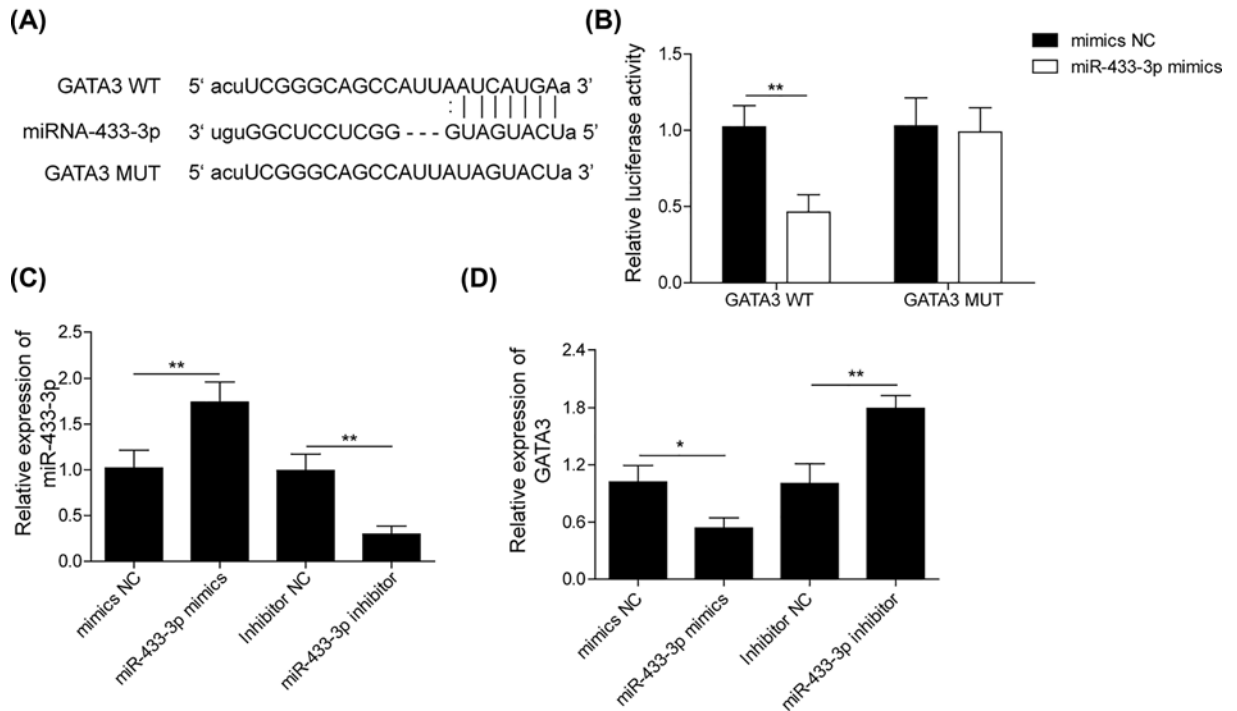 (A)
GATA3 WT 5‘ acuUCGGGCAGCCAUUAAUCAUGAa 3’
: | | | | | | |
miRNA-433-3p 3‘ uguGGCUCCUCGG - - - GUAGUACUa 5‘
GATA3 MUT 5‘ acuUCGGGCAGCCAUUAUAGUACUa 3’
(B)
mimics NC
miR-433-3p mimics
Relative luciferase activity
1.5
1.0
0.5
0.0
**
GATA3 WT
GATA3 MUT
(C)
Relative expression of
miR-433-3p
2.5
2.0
1.5
1.0
0.5
0.0
**
**
mimics NC
miR-433-3p mimics
Inhibitor NC
miR-433-3p inhibitor
(D)
Relative expression of
GATA3
2.4
1.8
1.2
0.6
0.0
*
**
mimics NC
miR-433-3p mimics
Inhibitor NC
miR-433-3p inhibitor